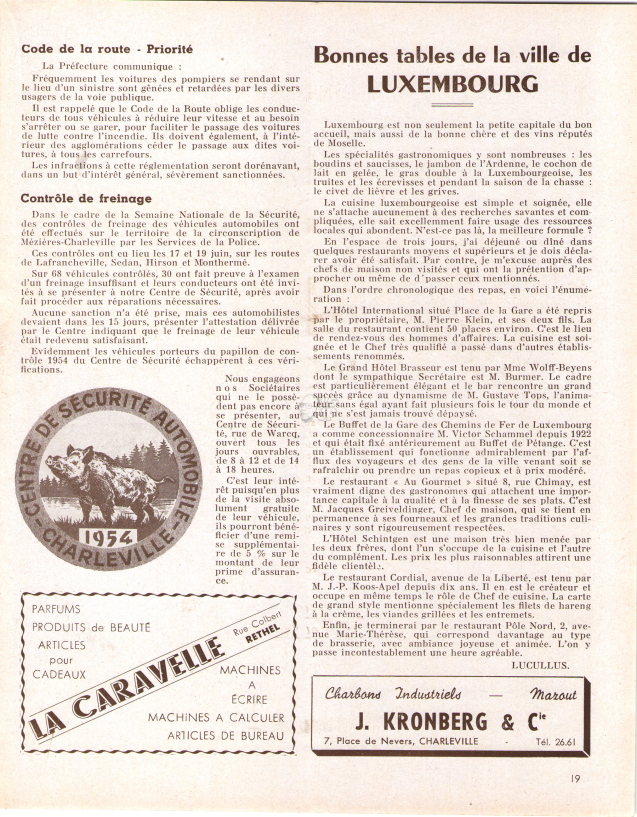 Code de la route - Priorité
La Préfecture communique :
Fréquemment les voitures des pompiers se rendant sur
le lieu d'un sinistre sont gênées et retardées par les divers
usagers de la voie publique.
Il est rappelé que le Code de la Route oblige les conduc-
teurs de tous véhicules à réduire leur vitesse et au besoin
s'arrêter ou se garer, pour faciliter le passage des voitures
de lutte contre l'incendie. Ils doivent également, à l'inté-
rieur des agglomérations céder le passage aux dites voi-
tures, à tous les carrefours.
Les infractions à cette réglementation seront dorénavant,
dans un but d'intérêt général, sévèrement sanctionnées.
Contrôle de freinage
Dans le cadre de la Semaine Nationale de la Sécurité,
des contrôles de freinage des véhicules automobiles ont
été effectués sur le territoire de la circonscription de
Mézières-Charleville par les Services de la Police.
Ces contrôles ont eu lieu les 17 et 19 juin, sur les routes
de Lafrancheville, Sedan, Hirson et Monthermé.
Sur 68 véhicules contrôlés, 30 ont fait preuve à l'examen
d'un freinage insuffisant et leurs conducteurs ont été invi-
tés à se présenter à notre Centre de Sécurité, après avoir
fait procéder aux réparations nécessaires.
Aucune sanction n'a été prise, mais ces automobilistes
devaient dans les 15 jours, présenter l'attestation délivrée
par le Centre indiquant que le freinage de leur véhicule
était redevenu satisfaisant.
Evidemment les véhicules porteurs du papillon de con-
trôle 1954 du Centre de Sécurité échappèrent à ces véri-
fications.
Nous engageons
nos Sociétaires
qui ne le possè-
dent pas encore à
se présenter, au
Centre de Sécuri-
té, rue de Warcq,
ouvert tous les
jours ouvrables,
de 8 à 12 et de 14
à 18 heures.
C'est leur inté-
rêt puisqu'en plus
de la visite abso-
lument gratuite
de leur véhicule,
ils pourront béné-
ficier d'une remi-
se supplémentai-
re de 5 % sur le
montant de leur
prime d'assuran-
ce.
CENTRE DE SÉCURITÉ AUTOMOBILE
1954
CHARLEVILLE
PARFUMS
PRODUITS de BEAUTÉ
ARTICLES
pour
CADEAUX
LA CARAVELLE
Rue Colbert
RETHEL
MACHINES
A
ÉCRIRE
MACHINES A CALCULER
ARTICLES DE BUREAU
Bonnes tables de la ville de
LUXEMBOURG
Luxembourg est non seulement la petite capitale du bon
accueil, mais aussi de la bonne chère et des vins réputés
de Moselle.
Les spécialités gastronomiques y sont nombreuses : les
boudins et saucisses, le jambon de l'Ardenne, le cochon de
lait en gelée, le gras double à la Luxembourgeoise, les
truites et les écrevisses et pendant la saison de la chasse :
le civet de lièvre et les grives.
La cuisine luxembourgeoise est simple et soignée, elle
ne s'attache aucunement à des recherches savantes et com-
pliquées, elle sait excellemment faire usage des ressources
locales qui abondent. N'est-ce pas là, la meilleure formule ?
En l'espace de trois jours, j'ai déjeuné ou dîné dans
quelques restaurants moyens et supérieurs et je dois décla-
rer avoir été satisfait. Par contre, je m'excuse auprès des
chefs de maison non visités et qui ont la prétention d'ap-
procher ou même de d´passer ceux mentionnés.
Dans l'ordre chronologique des repas, en voici l'énumé-
ration :
L'Hôtel International situé Place de la Gare a été repris
par le propriétaire, M. Pierre Klein, et ses deux fils. La
salle du restaurant contient 50 places environ. C'est le lieu
de rendez-vous des hommes d'affaires. La cuisine est soi-
gnée et le Chef très qualifié a passé dans d'autres établis-
sements renommés.
Le Grand Hôtel Brasseur est tenu par Mme Wolff-Beyens
dont le sympathique Secrétaire est M. Burmer. Le cadre
est particulièrement élégant et le bar rencontre un grand
succès grâce au dynamisme de M. Gustave Tops, l'anima-
teur sans égal ayant fait plusieurs fois le tour du monde et
qui ne s'est jamais trouvé dépaysé.
Le Buffet de la Gare des Chemins de Fer de Luxembourg
a comme concessionnaire M. Victor Schammel depuis 1922
et qui était fixé antérieurement au Buffet de Pétange. C'est
un établissement qui fonctionne admirablement par l'af-
flux des voyageurs et des gens de la ville venant soit se
rafraîchir ou prendre un repas copieux et à prix modéré.
Le restaurant « Au Gourmet » situé 8, rue Chimay, est
vraiment digne des gastronomes qui attachent une impor-
tance capitale à la qualité et à la finesse de ses plats. C'est
M. Jacques Greiveldinger, Chef de maison, qui se tient en
permanence à ses fourneaux et les grandes traditions culi-
naires y sont rigoureusement respectées.
L'Hôtel Schintgen est une maison très bien menée par
les deux frères, dont l'un s'occupe de la cuisine et l'autre
du complément. Les prix les plus raisonnables attirent une
fidèle clientèle.
Le restaurant Cordial, avenue de la Liberté, est tenu par
M. J.-P. Koos-Apel depuis dix ans. Il en est le créateur et
occupe en même temps le rôle de Chef de cuisine. La carte
de grand style mentionne spécialement les filets de hareng
à la crème, les viandes grillées et les entremets.
Enfin, je terminerai par le restaurant Pôle Nord, 2, ave-
nue Marie-Thérèse, qui correspond davantage au type
de brasserie, avec ambiance joyeuse et animée. L'on y
passe incontestablement une heure agréable.
LUCULLUS.
Charbons Industriels — Mazout
J. KRONBERG & Cie
7, Place de Nevers, CHARLEVILLE - Tél. 26.61
19